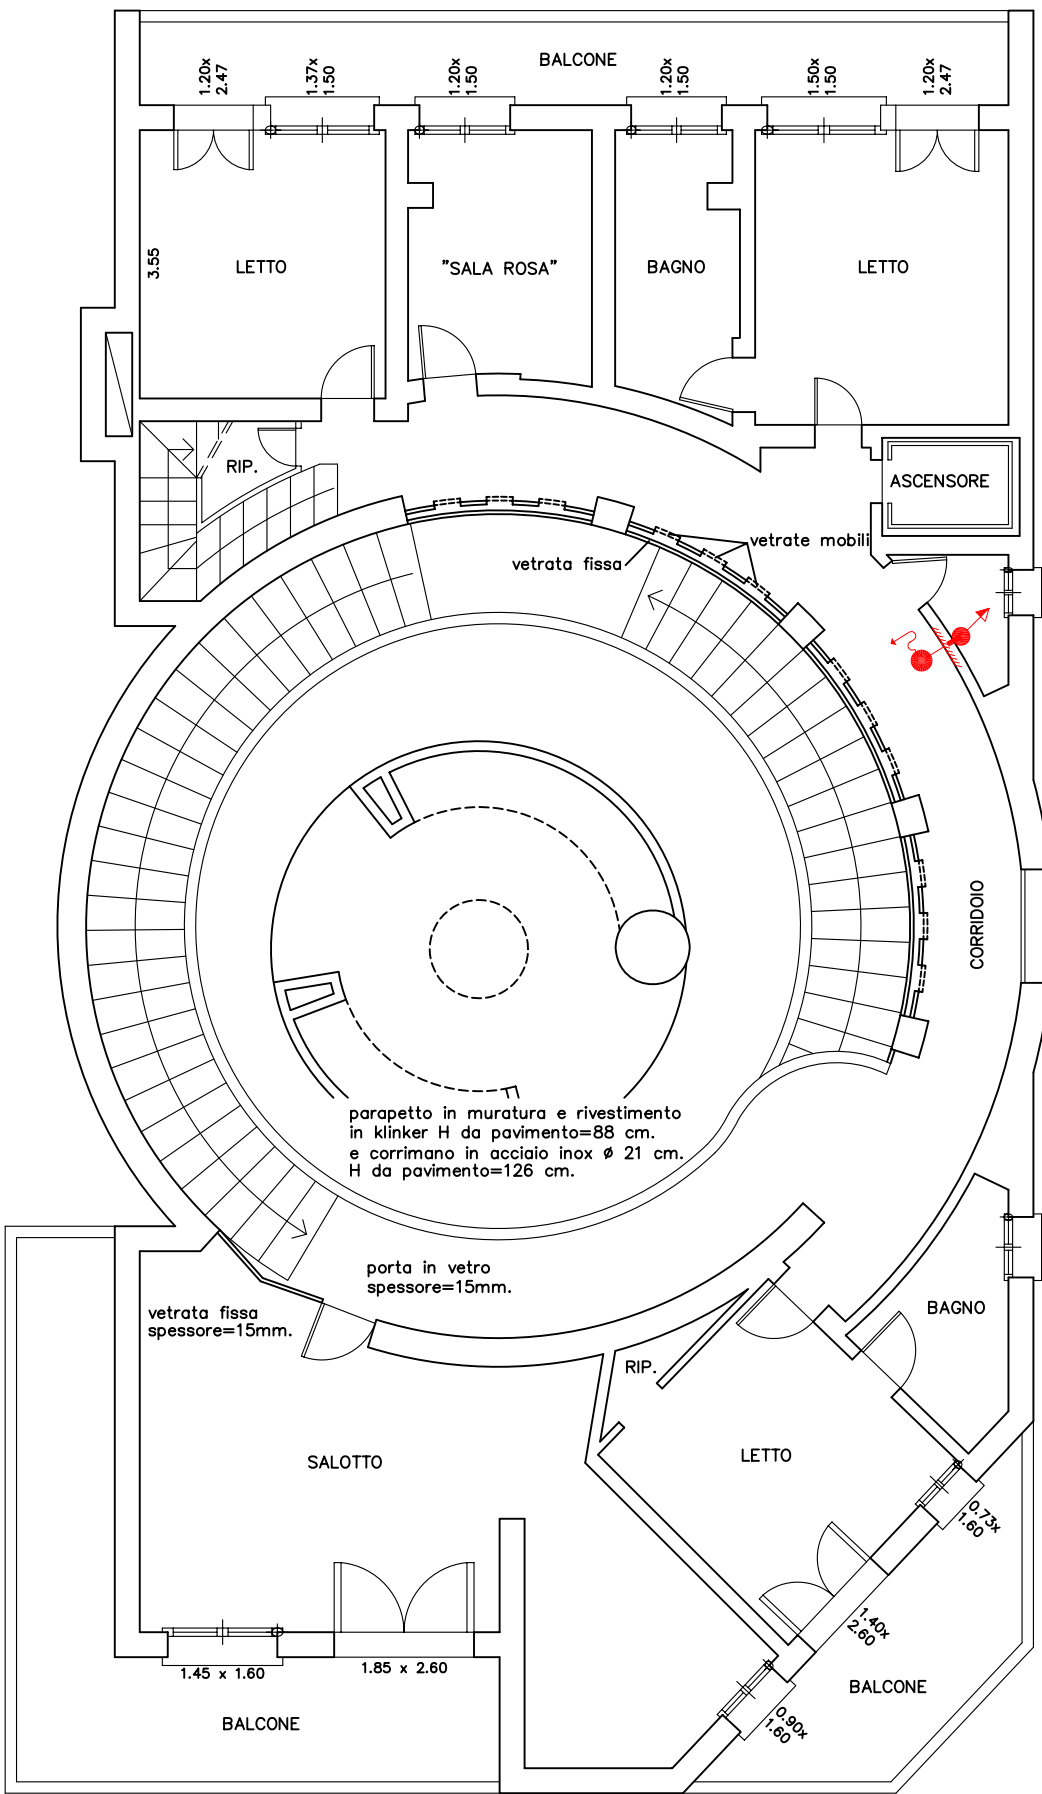 BALCONE
1.20x
2.47
1.37x
1.50
1.20x
1.50
1.20x
1.50
1.50x
1.50
1.20x
2.47
3.55
LETTO
"SALA ROSA"
BAGNO
LETTO
RIP.
ASCENSORE
vetrate mobili
vetrata fissa
CORRIDOIO
parapetto in muratura e rivestimento
in klinker H da pavimento=88 cm.
e corrimano in acciaio inox ø 21 cm.
H da pavimento=126 cm.
porta in vetro
spessore=15mm.
vetrata fissa
spessore=15mm.
BAGNO
RIP.
LETTO
SALOTTO
0.73x
1.60
1.40x
2.60
1.45 x 1.60
1.85 x 2.60
BALCONE
0.90x
1.60
BALCONE